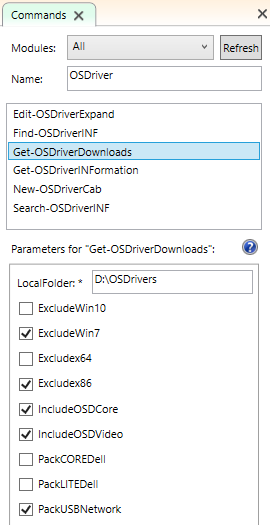 Commands
Modules: All Refresh
Name: OSDriver
Edit-OSDriverExpand
Find-OSDriverINF
Get-OSDriverDownloads
Get-OSDriverINFormation
New-OSDriverCab
Search-OSDriverINF
Parameters for "Get-OSDriverDownloads":
LocalFolder: * D:\OSDrivers
ExcludeWin10
ExcludeWin7
Excludex64
Excludex86
IncludeOSDCore
IncludeOSDVideo
PackCOREDell
PackLITEDell
PackUSBNetwork